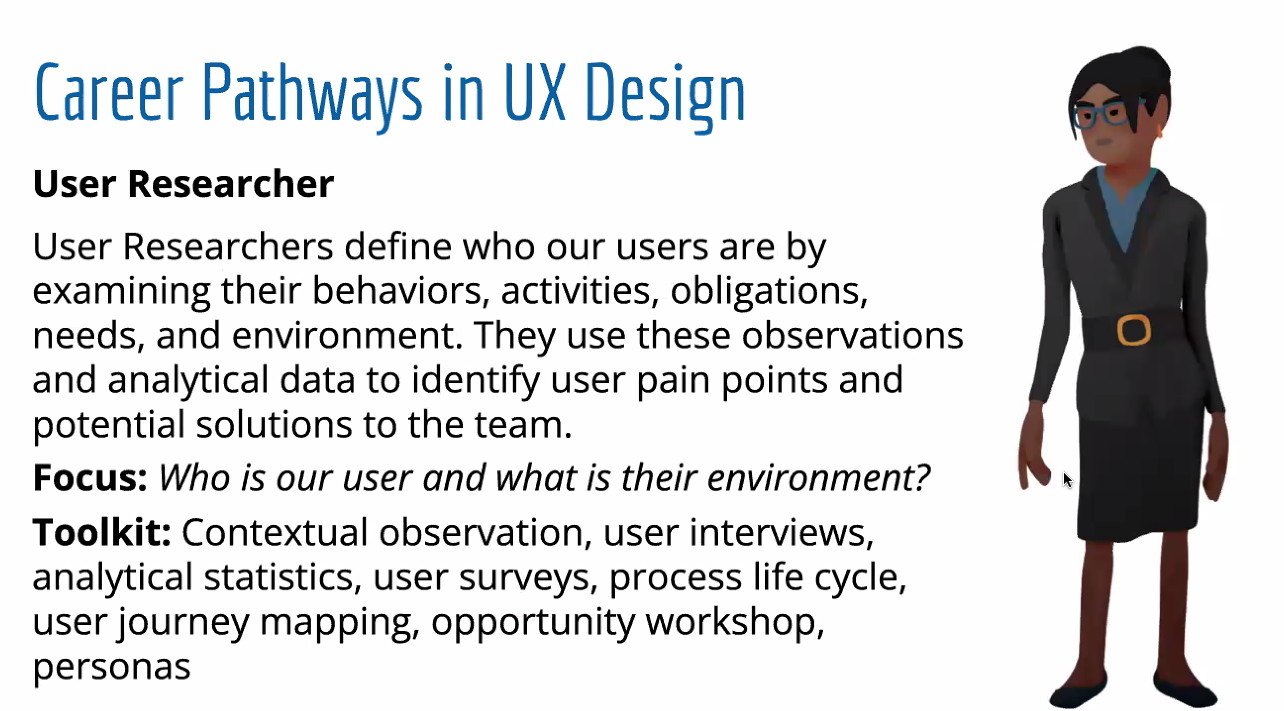 Career Pathways in UX Design
User Researcher
User Researchers define who our users are by
examining their behaviors, activities, obligations,
needs, and environment. They use these observations
and analytical data to identify user pain points and
potential solutions to the team.
Focus: Who is our user and what is their environment?
Toolkit: Contextual observation, user interviews,
analytical statistics, user surveys, process life cycle,
user journey mapping, opportunity workshop,
personas